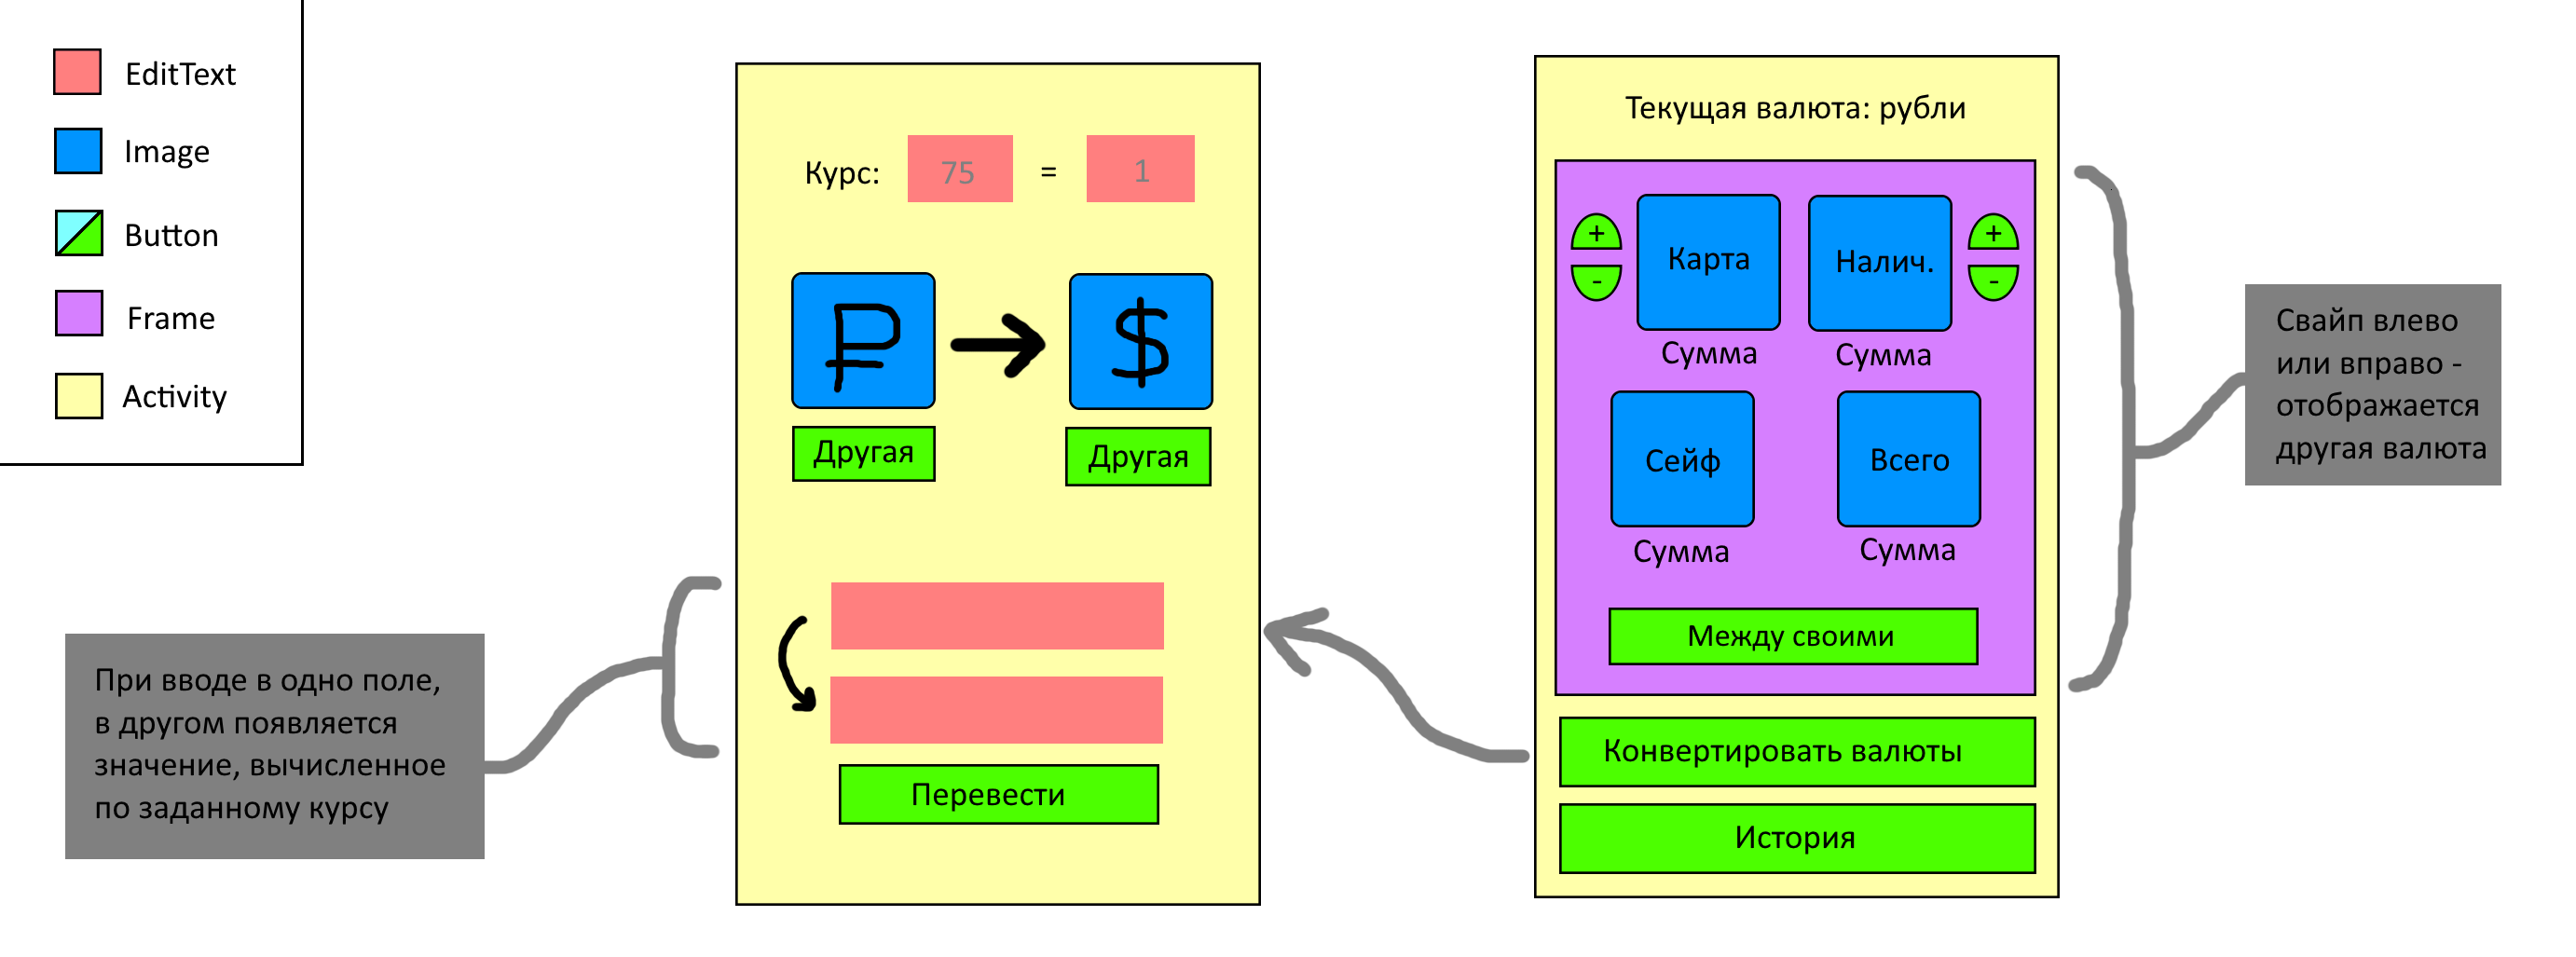 EditText
Image
Button
Frame
Activity
Курс:
75
=
1
₽
$
Другая
Другая
Перевести
При вводе в одно поле,
в другом появляется
значение, вычисленное
по заданному курсу
Текущая валюта: рубли
+
-
Карта
Налич.
+
-
Сумма
Сумма
Сейф
Всего
Сумма
Сумма
Между своими
Конвертировать валюты
История
Свайп влево
или вправо -
отображается
другая валюта